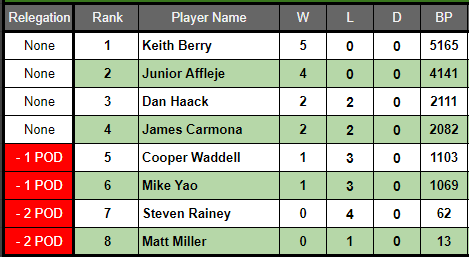 Relegation Rank Player Name W L D BP
None 1 Keith Berry 5 0 0 5165
None 2 Junior Affleje 4 0 0 4141
None 3 Dan Haack 2 2 0 2111
None 4 James Carmona 2 2 0 2082
- 1 POD 5 Cooper Waddell 1 3 0 1103
- 1 POD 6 Mike Yao 1 3 0 1069
- 2 POD 7 Steven Rainey 0 4 0 62
- 2 POD 8 Matt Miller 0 1 0 13